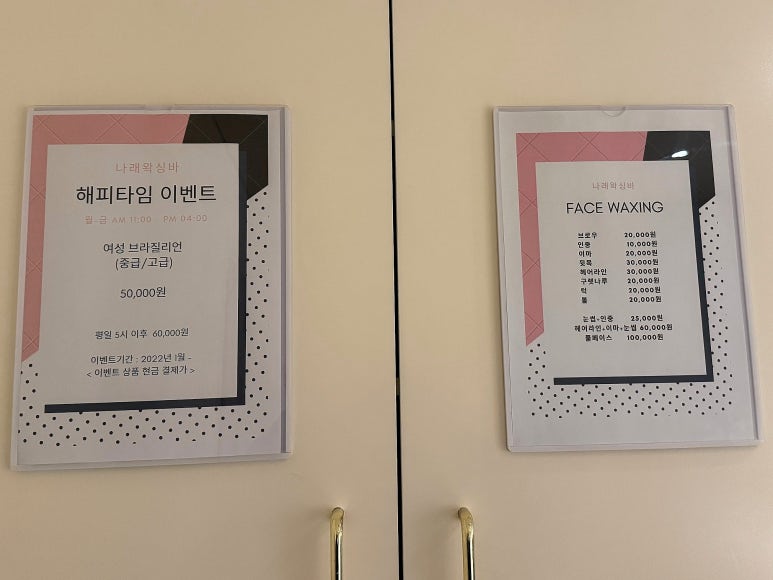 나래왁싱바
해피타임 이벤트
월-금 AM 11:00 - PM 04:00
여성 브라질리언
(중급/고급)
50,000원
평일 5시 이후 60,000원
이벤트기간 : 2022년 1월 -
< 이벤트 상품 현금 결제가 >
나래왁싱바
FACE WAXING
브로우 20,000원
인중 10,000원
이마 20,000원
뒷목 30,000원
헤어라인 30,000원
구렛나루 20,000원
턱 20,000원
볼 20,000원
눈썹+인중 25,000원
헤어라인+이마+눈썹 60,000원
풀페이스 100,000원